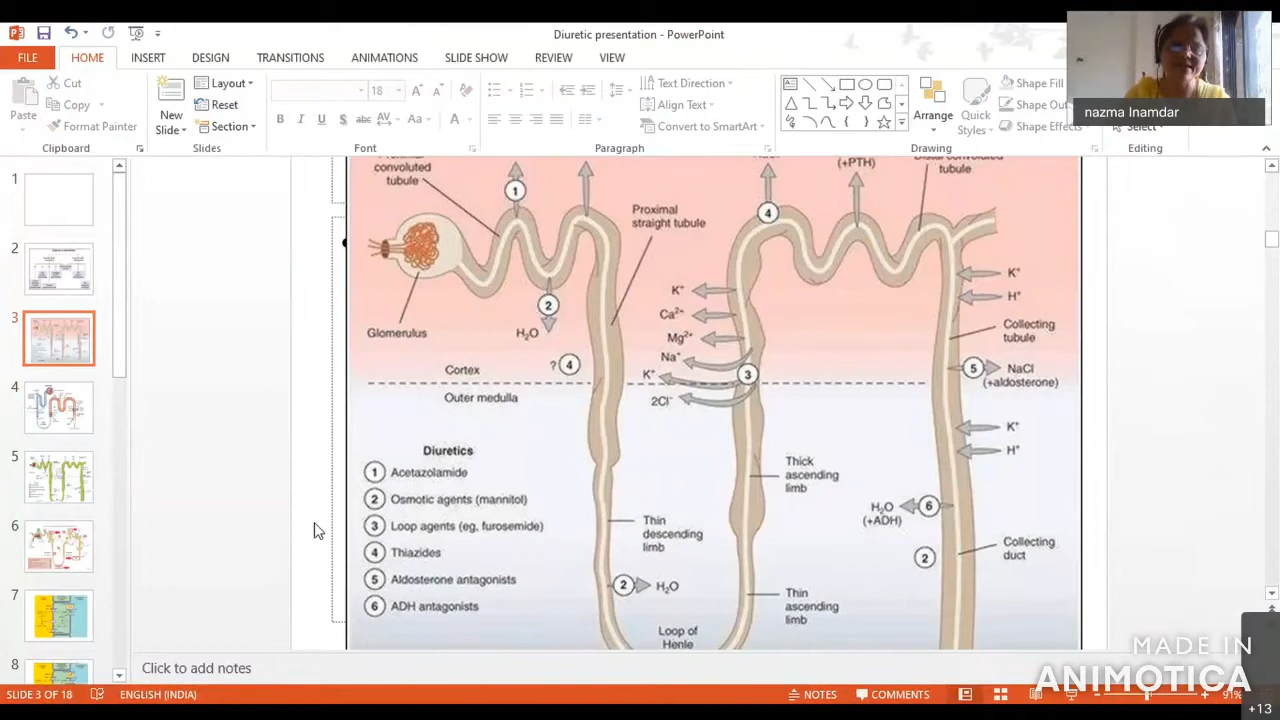 Diuretic presentation - PowerPoint
FILE HOME INSERT DESIGN TRANSITIONS ANIMATIONS SLIDE SHOW REVIEW VIEW
Cut
Copy
Format Painter
Paste
Clipboard
New
Slide
Layout
Reset
Section
Slides
18
B I U S abc AV Aa A
Font
Text Direction
Align Text
Convert to SmartArt
Paragraph
Arrange
Quick
Styles
Drawing
Shape Fill
Shape Out
Shape Effects
Select
Editing
nazma Inamdar
1
2
3
4
5
6
7
8
Proximal
convoluted
tubule
1
Proximal
straight tubule
4
(+PTH)
Distal convoluted
tubule
Glomerulus
2
H₂O
? 4
K⁺
Ca²⁺
Mg²⁺
Na⁺
K⁺
2Cl⁻
3
K⁺
H⁺
Collecting
tubule
5 NaCl
(+aldosterone)
Cortex
Outer medulla
K⁺
H⁺
Diuretics
1 Acetazolamide
2 Osmotic agents (mannitol)
3 Loop agents (eg, furosemide)
4 Thiazides
5 Aldosterone antagonists
6 ADH antagonists
Thin
descending
limb
2 H₂O
Loop of
Henle
Thick
ascending
limb
Thin
ascending
limb
H₂O 6
(+ADH)
2
Collecting
duct
Click to add notes
SLIDE 3 OF 18 ENGLISH (INDIA) NOTES COMMENTS 91%
MADE IN
ANIMOTICA
+13